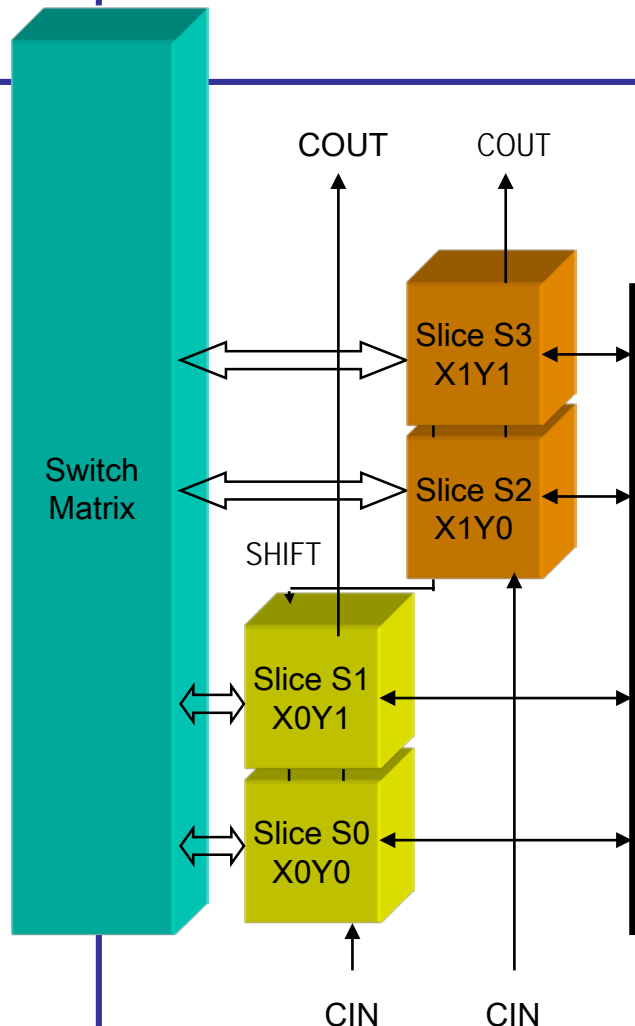 COUT
COUT
Slice S3
X1Y1
Switch
Matrix
Slice S2
X1Y0
SHIFT
Slice S1
X0Y1
Slice S0
X0Y0
CIN
CIN